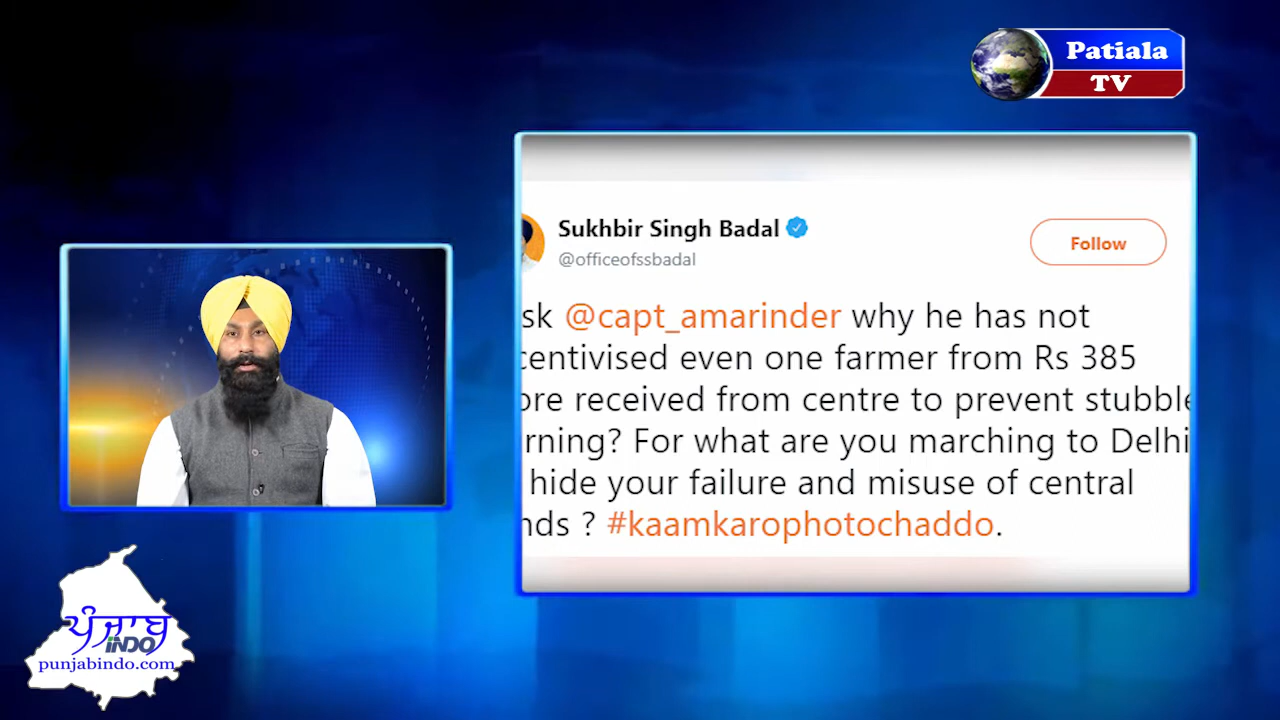 Patiala
TV
Sukhbir Singh Badal
@officeofssbadal
Follow
sk @capt_amarinder why he has not
centivised even one farmer from Rs 385
ore received from centre to prevent stubble
rning? For what are you marching to Delhi
hide your failure and misuse of central
nds ? #kaamkarophotochaddo.
ਪੰਜਾਬ
iNDO
punjabindo.com